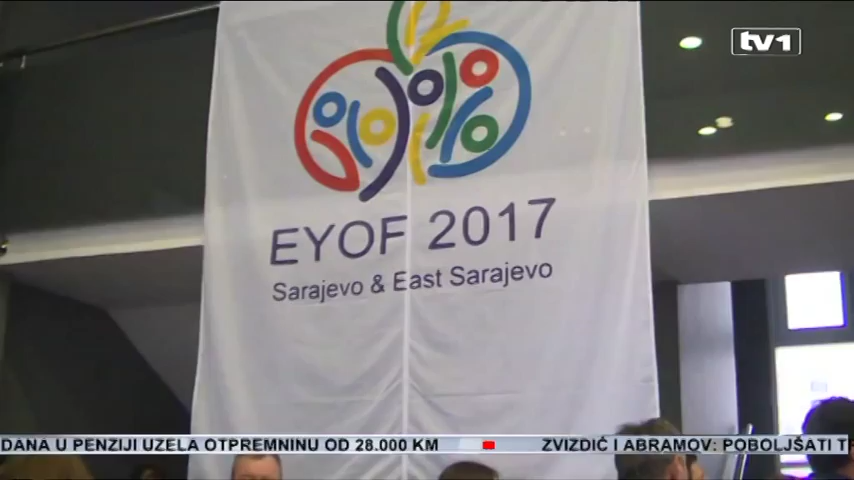 tv1
EYOF 2017
Sarajevo & East Sarajevo
DANA U PENZIJI UZELA OTPREMNINU OD 28.000 KM ZVIZDIĆ I ABRAMOV: POBOLJŠATI